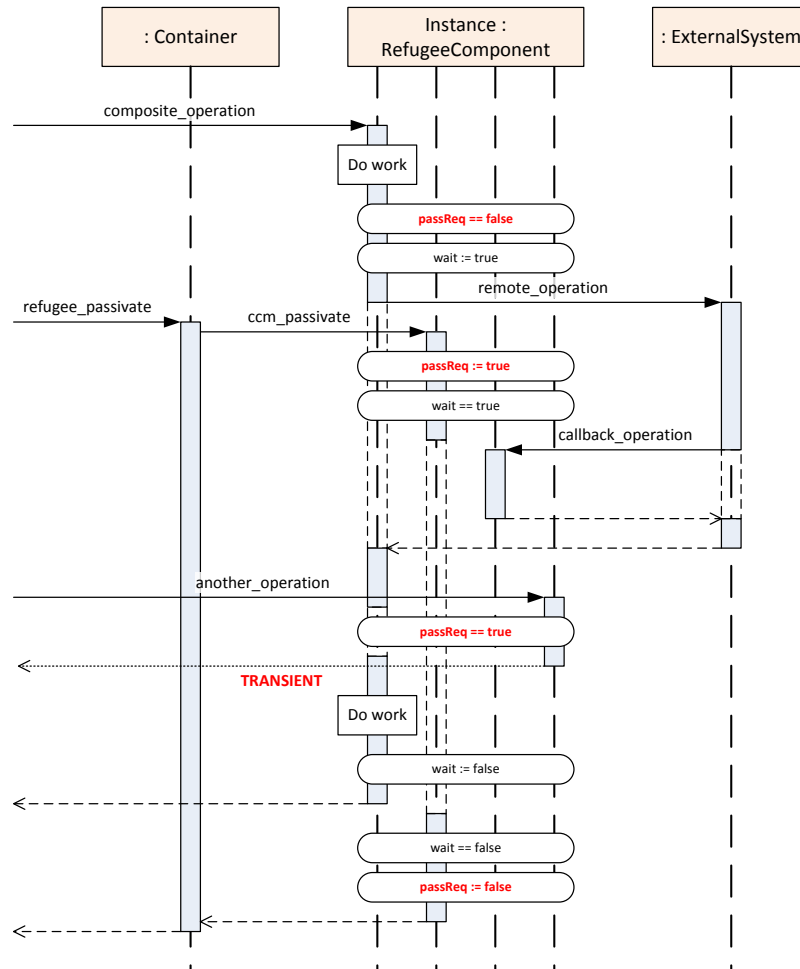 : Container
Instance :
RefugeeComponent
: ExternalSystem
composite_operation
Do work
passReq == false
wait := true
remote_operation
refugee_passivate
ccm_passivate
passReq := true
wait == true
callback_operation
another_operation
passReq == true
TRANSIENT
Do work
wait := false
wait == false
passReq := false